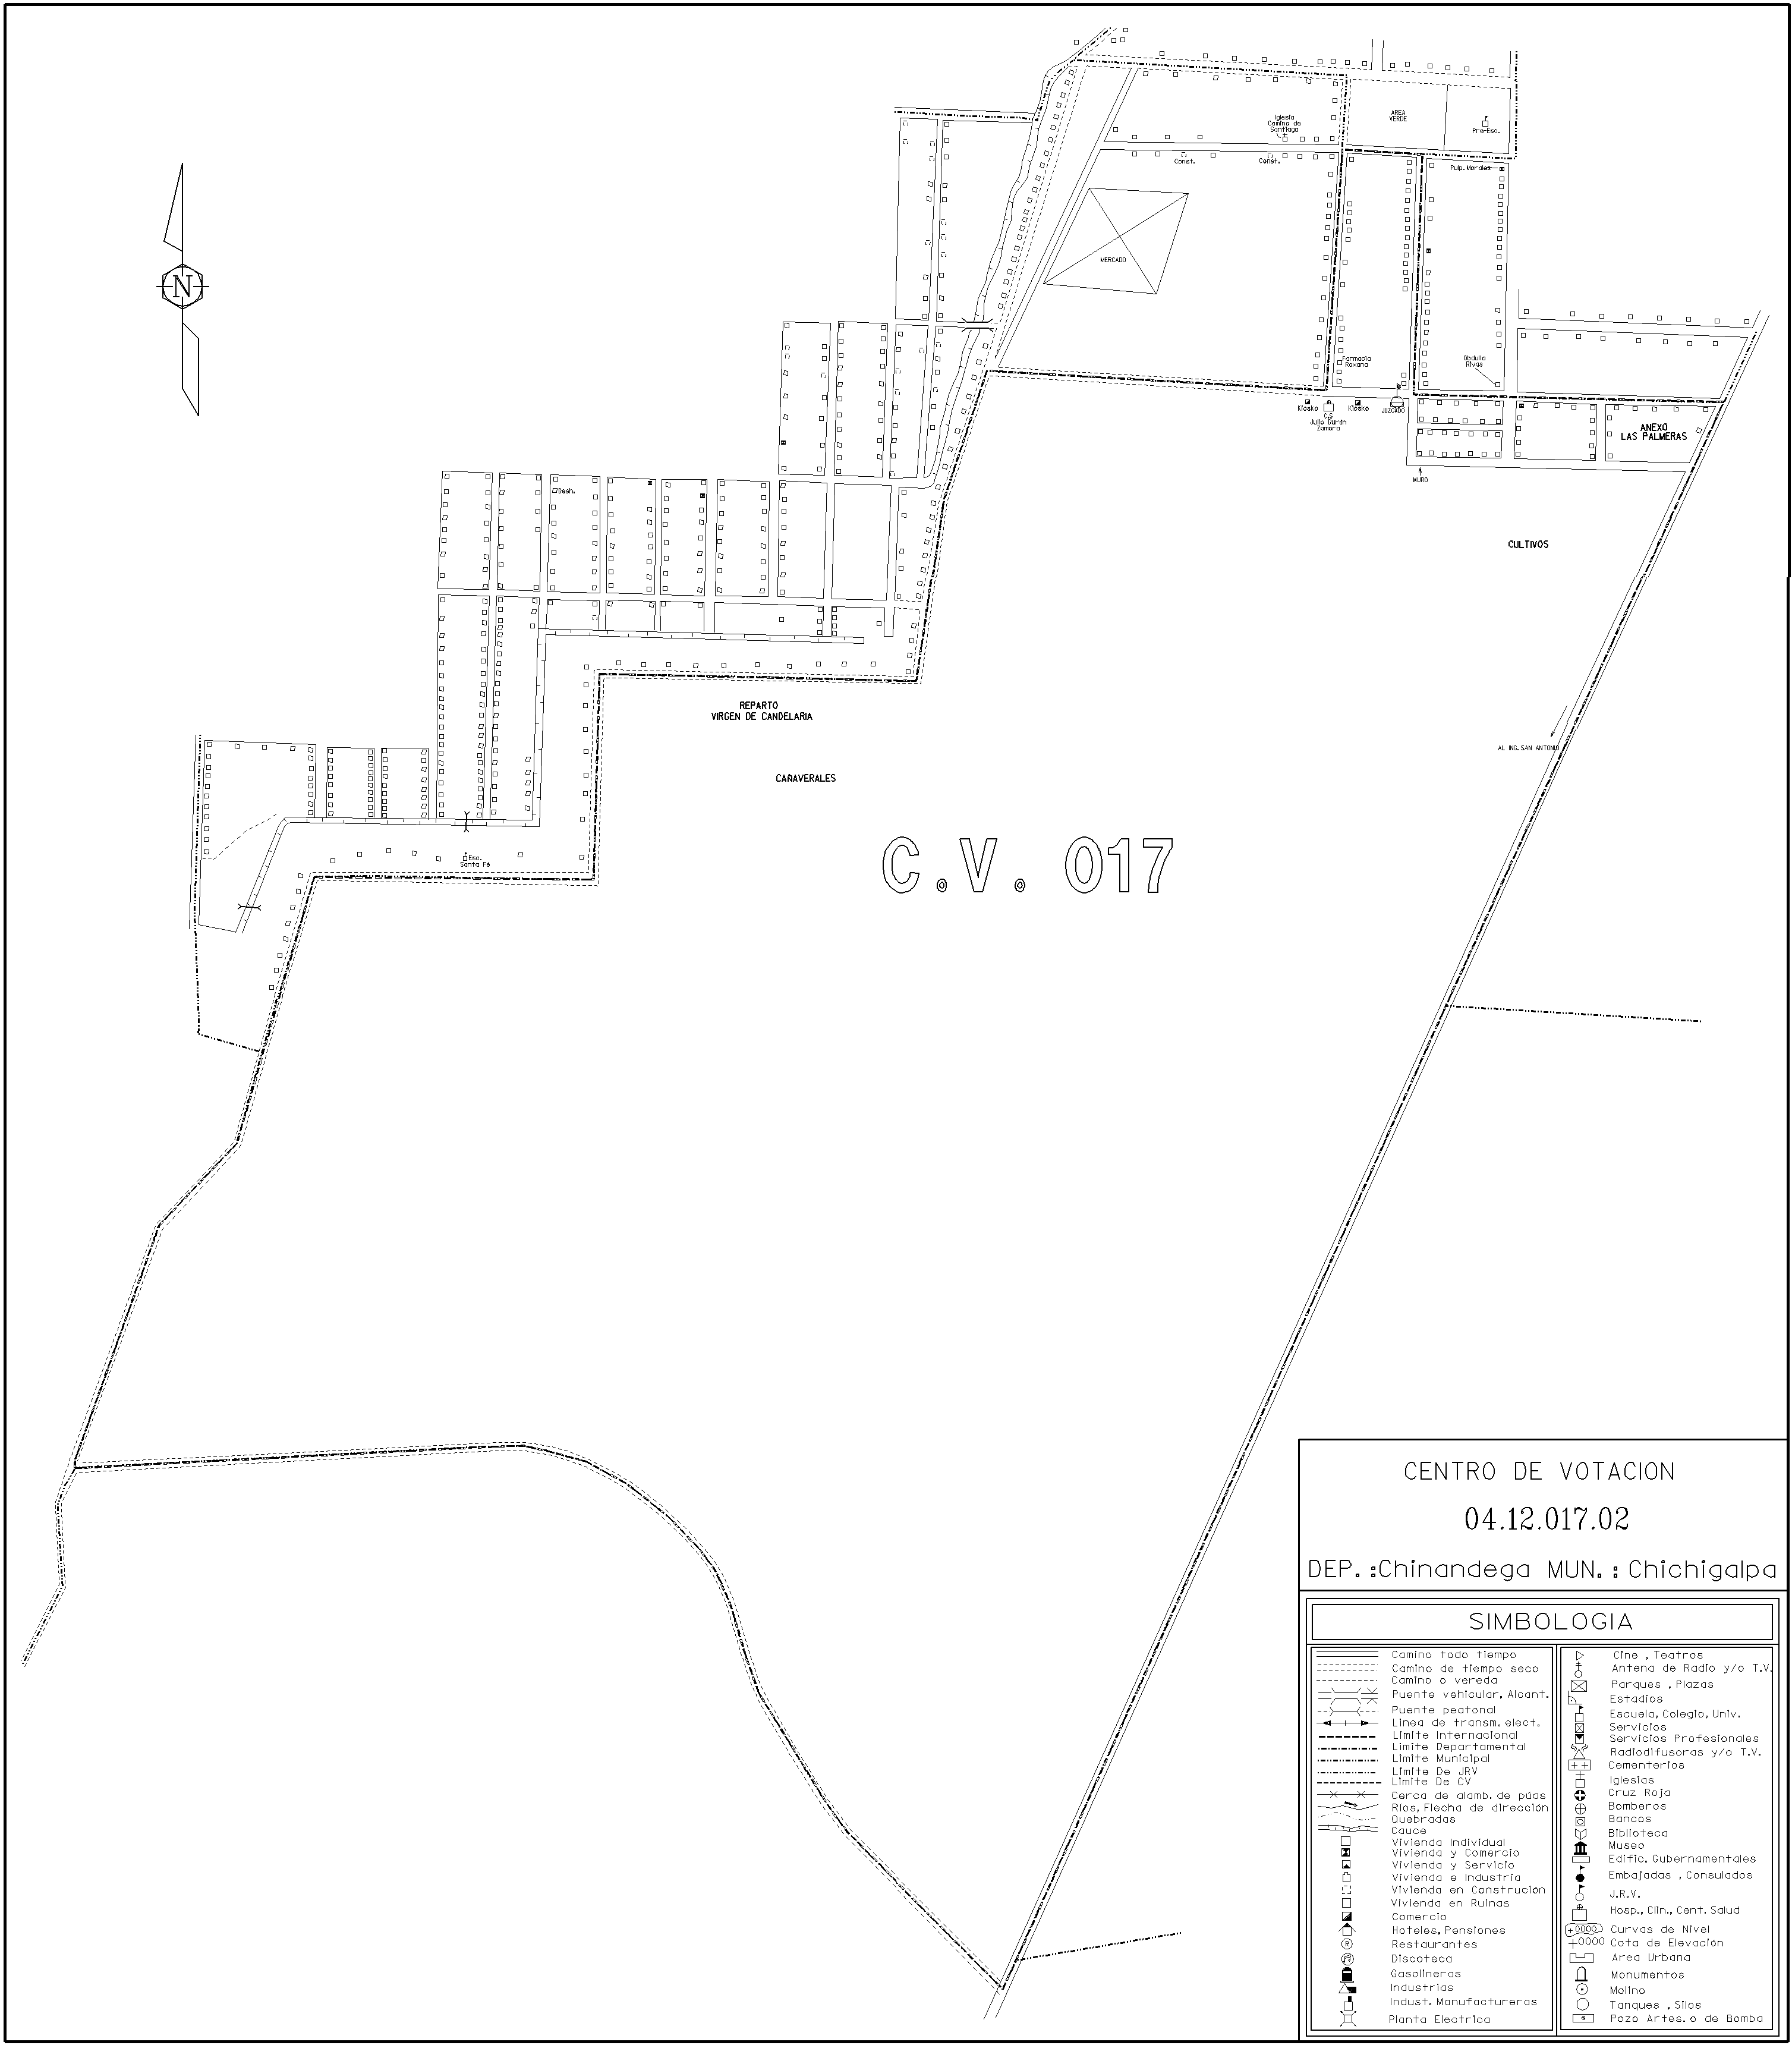 Iglesia
Camino de
Santiago
AREA
VERDE
Pre-Esc.
Const.
Const.
Pulp. Morales
N
MERCADO
Farmacia
Roxana
Obdulia
Rivas
Kiosko
C.S
Julio Durán
Zamora
Kiosko
JUZGADO
ANEXO
LAS PALMERAS
MURO
Desh.
CULTIVOS
REPARTO
VIRGEN DE CANDELARIA
AL ING. SAN ANTONIO
CAÑAVERALES
C.V. 017
Esc.
Santa Fé
CENTRO DE VOTACION
04.12.017.02
DEP.:Chinandega MUN.: Chichigalpa
SIMBOLOGIA
Camino todo tiempo
Camino de tiempo seco
Camino o vereda
Puente vehicular, Alcant.
Puente peatonal
Linea de transm. elect.
Limite Internacional
Limite Departamental
Limite Municipal
Limite De JRV
Limite De CV
Cerca de alamb. de púas
Rios, Flecha de dirección
Quebradas
Cauce
Vivienda Individual
Vivienda y Comercio
Vivienda y Servicio
Vivienda e Industria
Vivienda en Construción
Vivienda en Ruinas
Comercio
Hoteles, Pensiones
R Restaurantes
Discoteca
Gasolineras
Industrias
Indust. Manufactureras
Planta Electrica
Cine , Teatros
Antena de Radio y/o T.V.
Parques , Plazas
Estadios
Escuela, Colegio, Univ.
Servicios
Servicios Profesionales
Radiodifusoras y/o T.V.
Cementerios
Iglesias
Cruz Roja
Bomberos
Bancos
Biblioteca
Museo
Edific. Gubernamentales
Embajadas , Consulados
J.R.V.
Hosp., Clin., Cent. Salud
+0000 Curvas de Nivel
+0000 Cota de Elevación
Area Urbana
Monumentos
Molino
Tanques , Silos
Pozo Artes. o de Bomba